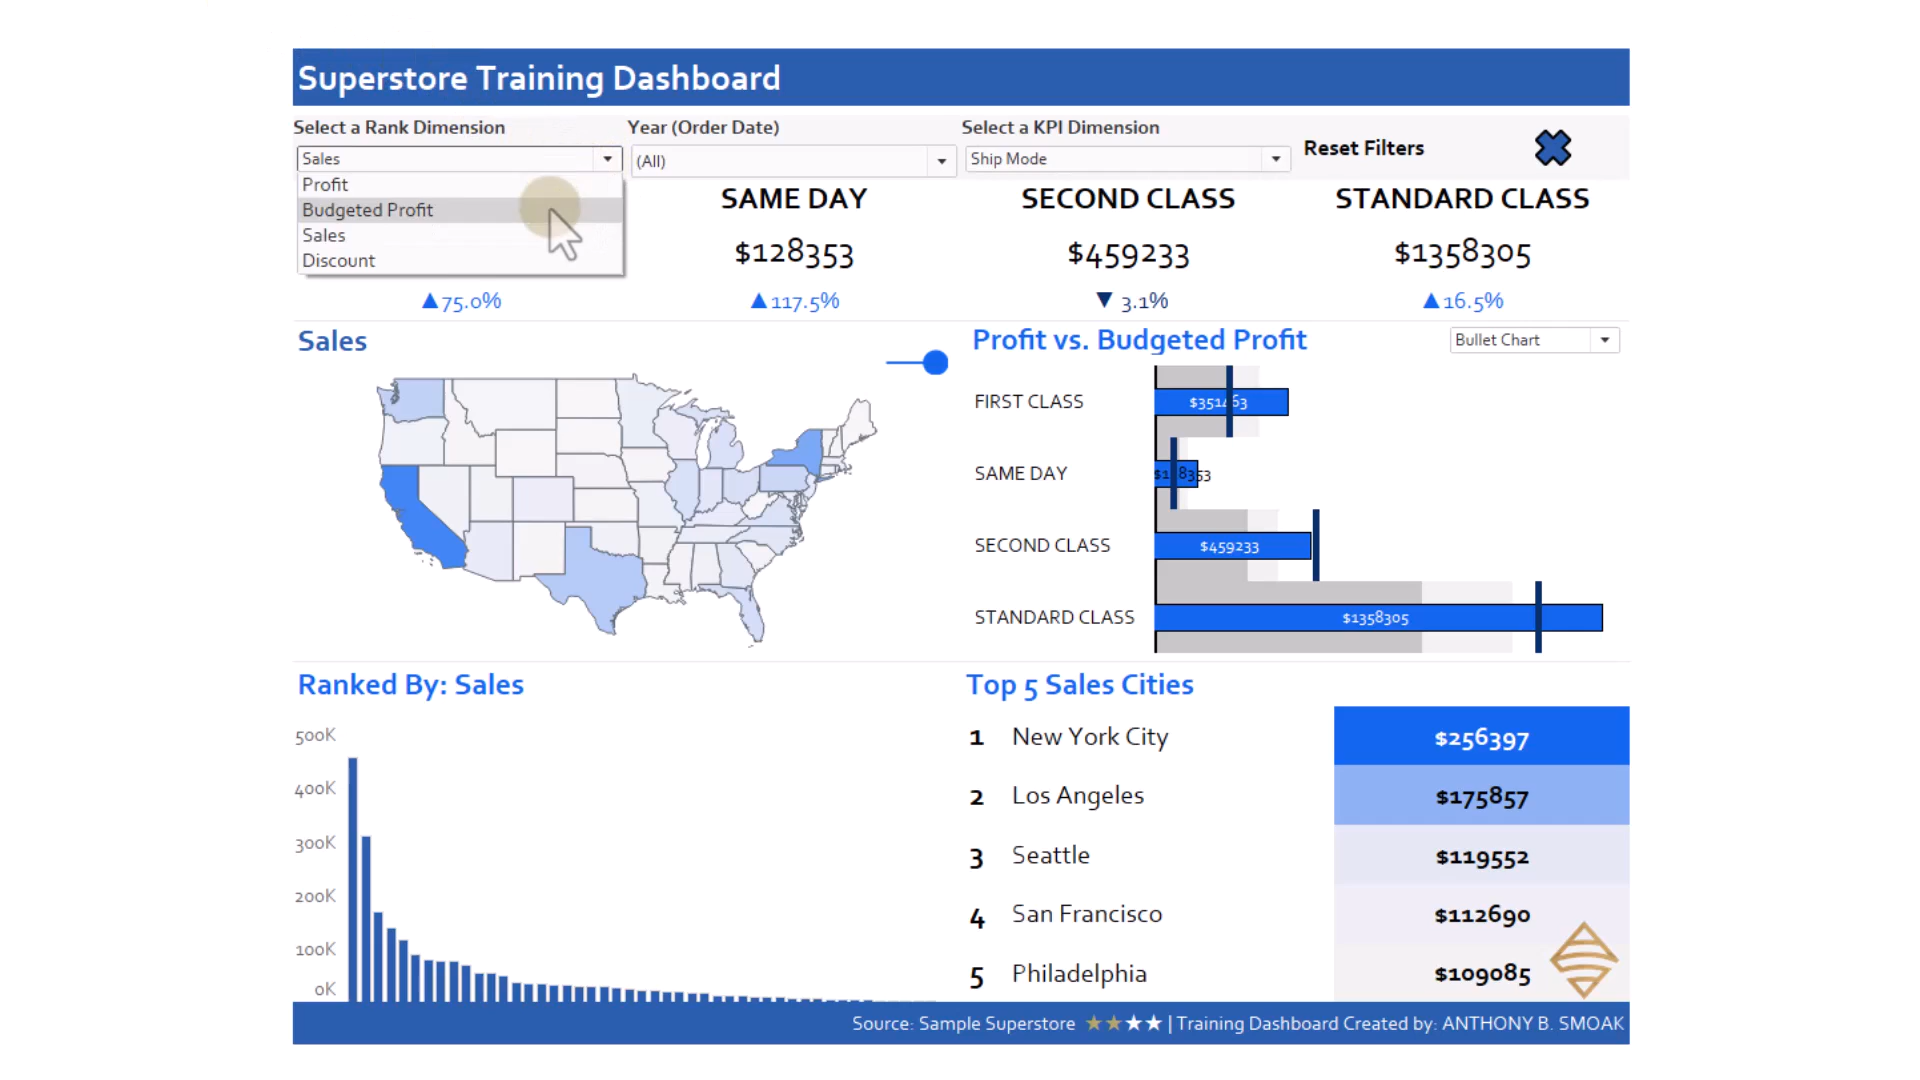 Superstore Training Dashboard
Select a Rank Dimension
Year (Order Date)
Select a KPI Dimension
Reset Filters
Sales
(All)
Ship Mode
Profit
Budgeted Profit
Sales
Discount
SAME DAY
SECOND CLASS
STANDARD CLASS
$128353
$459233
$1358305
▲75.0%
▲117.5%
▼ 3.1%
▲16.5%
Sales
Profit vs. Budgeted Profit
Bullet Chart
FIRST CLASS
$351463
SAME DAY
$128353
SECOND CLASS
$459233
STANDARD CLASS
$1358305
Ranked By: Sales
500K
400K
300K
200K
100K
0K
Top 5 Sales Cities
1 New York City $256397
2 Los Angeles $175857
3 Seattle $119552
4 San Francisco $112690
5 Philadelphia $109085
Source: Sample Superstore ★★★★ | Training Dashboard Created by: ANTHONY B. SMOAK